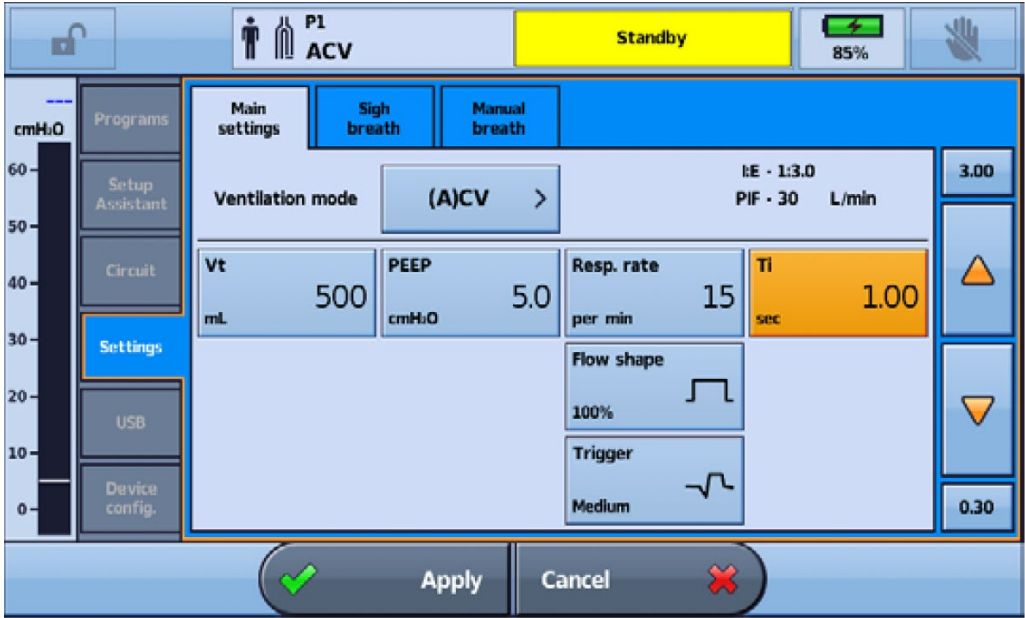 P1
ACV
Standby
85%
---
cmH₂O
60
50
40
30
20
10
0
Programs
Setup
Assistant
Circuit
Settings
USB
Device
config.
Main
settings
Sigh
breath
Manual
breath
Ventilation mode
(A)CV >
I:E - 1:3.0
PIF - 30 L/min
Vt
500
mL
PEEP
5.0
cmH₂O
Resp. rate
15
per min
Ti
1.00
sec
Flow shape
100%
Trigger
Medium
3.00
0.30
Apply
Cancel